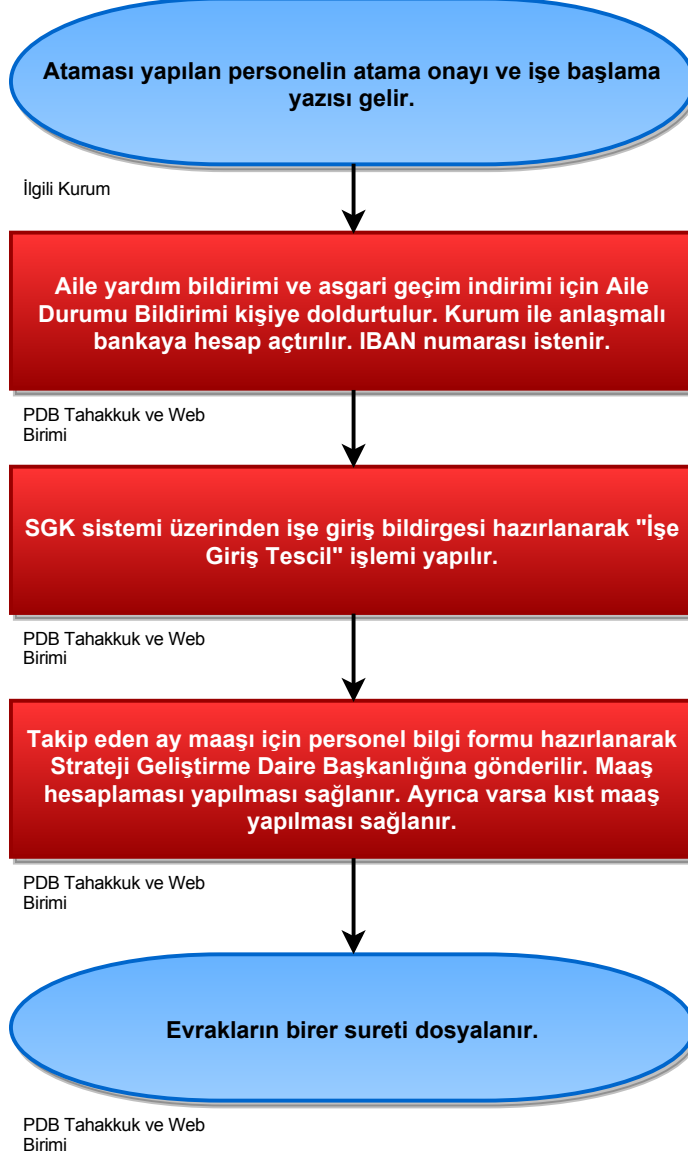 Ataması yapılan personelin atama onayı ve işe başlama
yazısı gelir.
İlgili Kurum
Aile yardım bildirimi ve asgari geçim indirimi için Aile
Durumu Bildirimi kişiye doldurtulur. Kurum ile anlaşmalı
bankaya hesap açtırılır. IBAN numarası istenir.
PDB Tahakkuk ve Web
Birimi
SGK sistemi üzerinden işe giriş bildirgesi hazırlanarak "İşe
Giriş Tescil" işlemi yapılır.
PDB Tahakkuk ve Web
Birimi
Takip eden ay maaşı için personel bilgi formu hazırlanarak
Strateji Geliştirme Daire Başkanlığına gönderilir. Maaş
hesaplaması yapılması sağlanır. Ayrıca varsa kıst maaş
yapılması sağlanır.
PDB Tahakkuk ve Web
Birimi
Evrakların birer sureti dosyalanır.
PDB Tahakkuk ve Web
Birimi